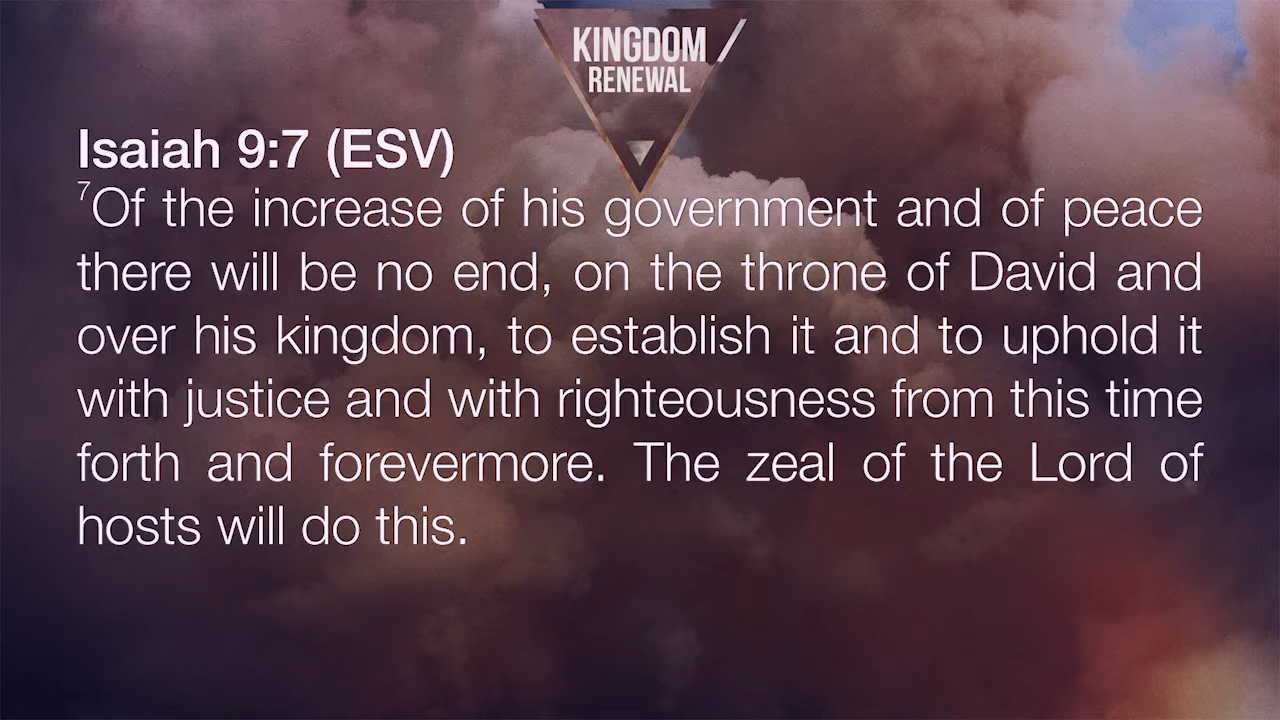 KINGDOM
RENEWAL
Isaiah 9:7 (ESV)
7Of the increase of his government and of peace
there will be no end, on the throne of David and
over his kingdom, to establish it and to uphold it
with justice and with righteousness from this time
forth and forevermore. The zeal of the Lord of
hosts will do this.